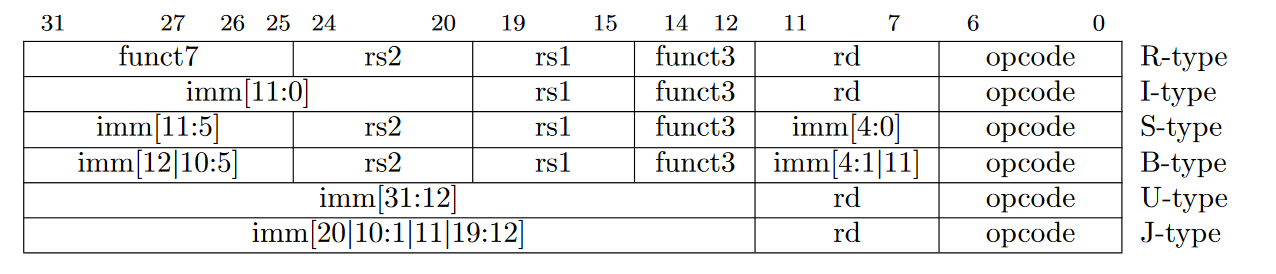 31 27 26 25 24 20 19 15 14 12 11 7 6 0
funct7 rs2 rs1 funct3 rd opcode R-type
imm[11:0] rs1 funct3 rd opcode I-type
imm[11:5] rs2 rs1 funct3 imm[4:0] opcode S-type
imm[12|10:5] rs2 rs1 funct3 imm[4:1|11] opcode B-type
imm[31:12] rd opcode U-type
imm[20|10:1|11|19:12] rd opcode J-type